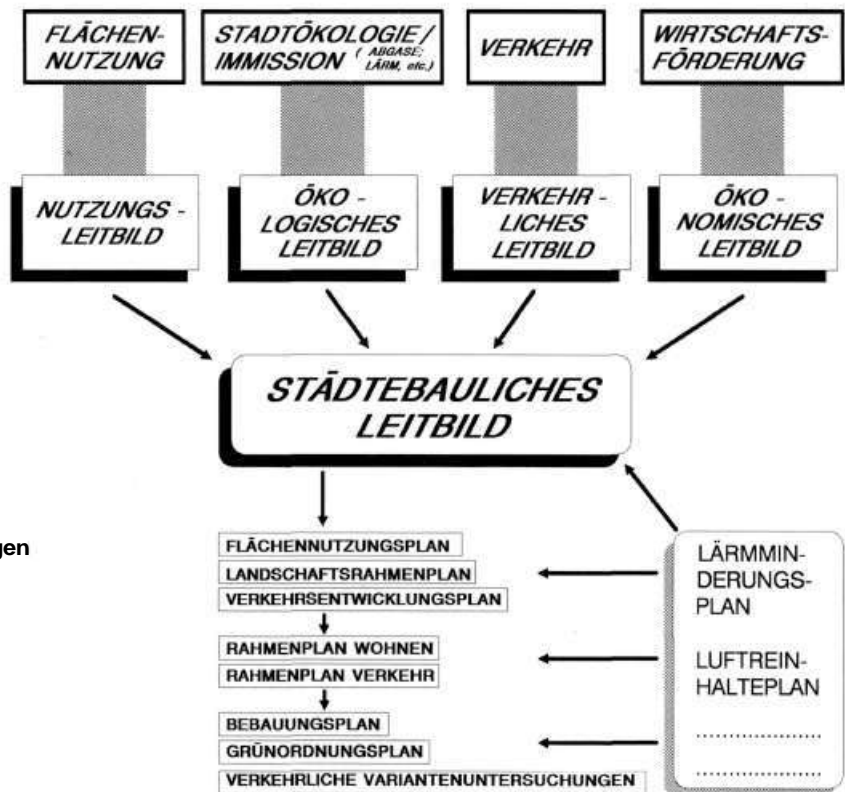 FLÄCHEN-
NUTZUNG
STADTÖKOLOGIE/
IMMISSION ( ABGASE;
LÄRM, etc.)
VERKEHR
WIRTSCHAFTS-
FÖRDERUNG
NUTZUNGS -
LEITBILD
ÖKO -
LOGISCHES
LEITBILD
VERKEHR -
LICHES
LEITBILD
ÖKO -
NOMISCHES
LEITBILD
STÄDTEBAULICHES
LEITBILD
gen
FLÄCHENNUTZUNGSPLAN
LANDSCHAFTSRAHMENPLAN
VERKEHRSENTWICKLUNGSPLAN
RAHMENPLAN WOHNEN
RAHMENPLAN VERKEHR
BEBAUUNGSPLAN
GRÜNORDNUNGSPLAN
VERKEHRLICHE VARIANTENUNTERSUCHUNGEN
LÄRMMIN-
DERUNGS-
PLAN
LUFTREIN-
HALTEPLAN
....................
....................